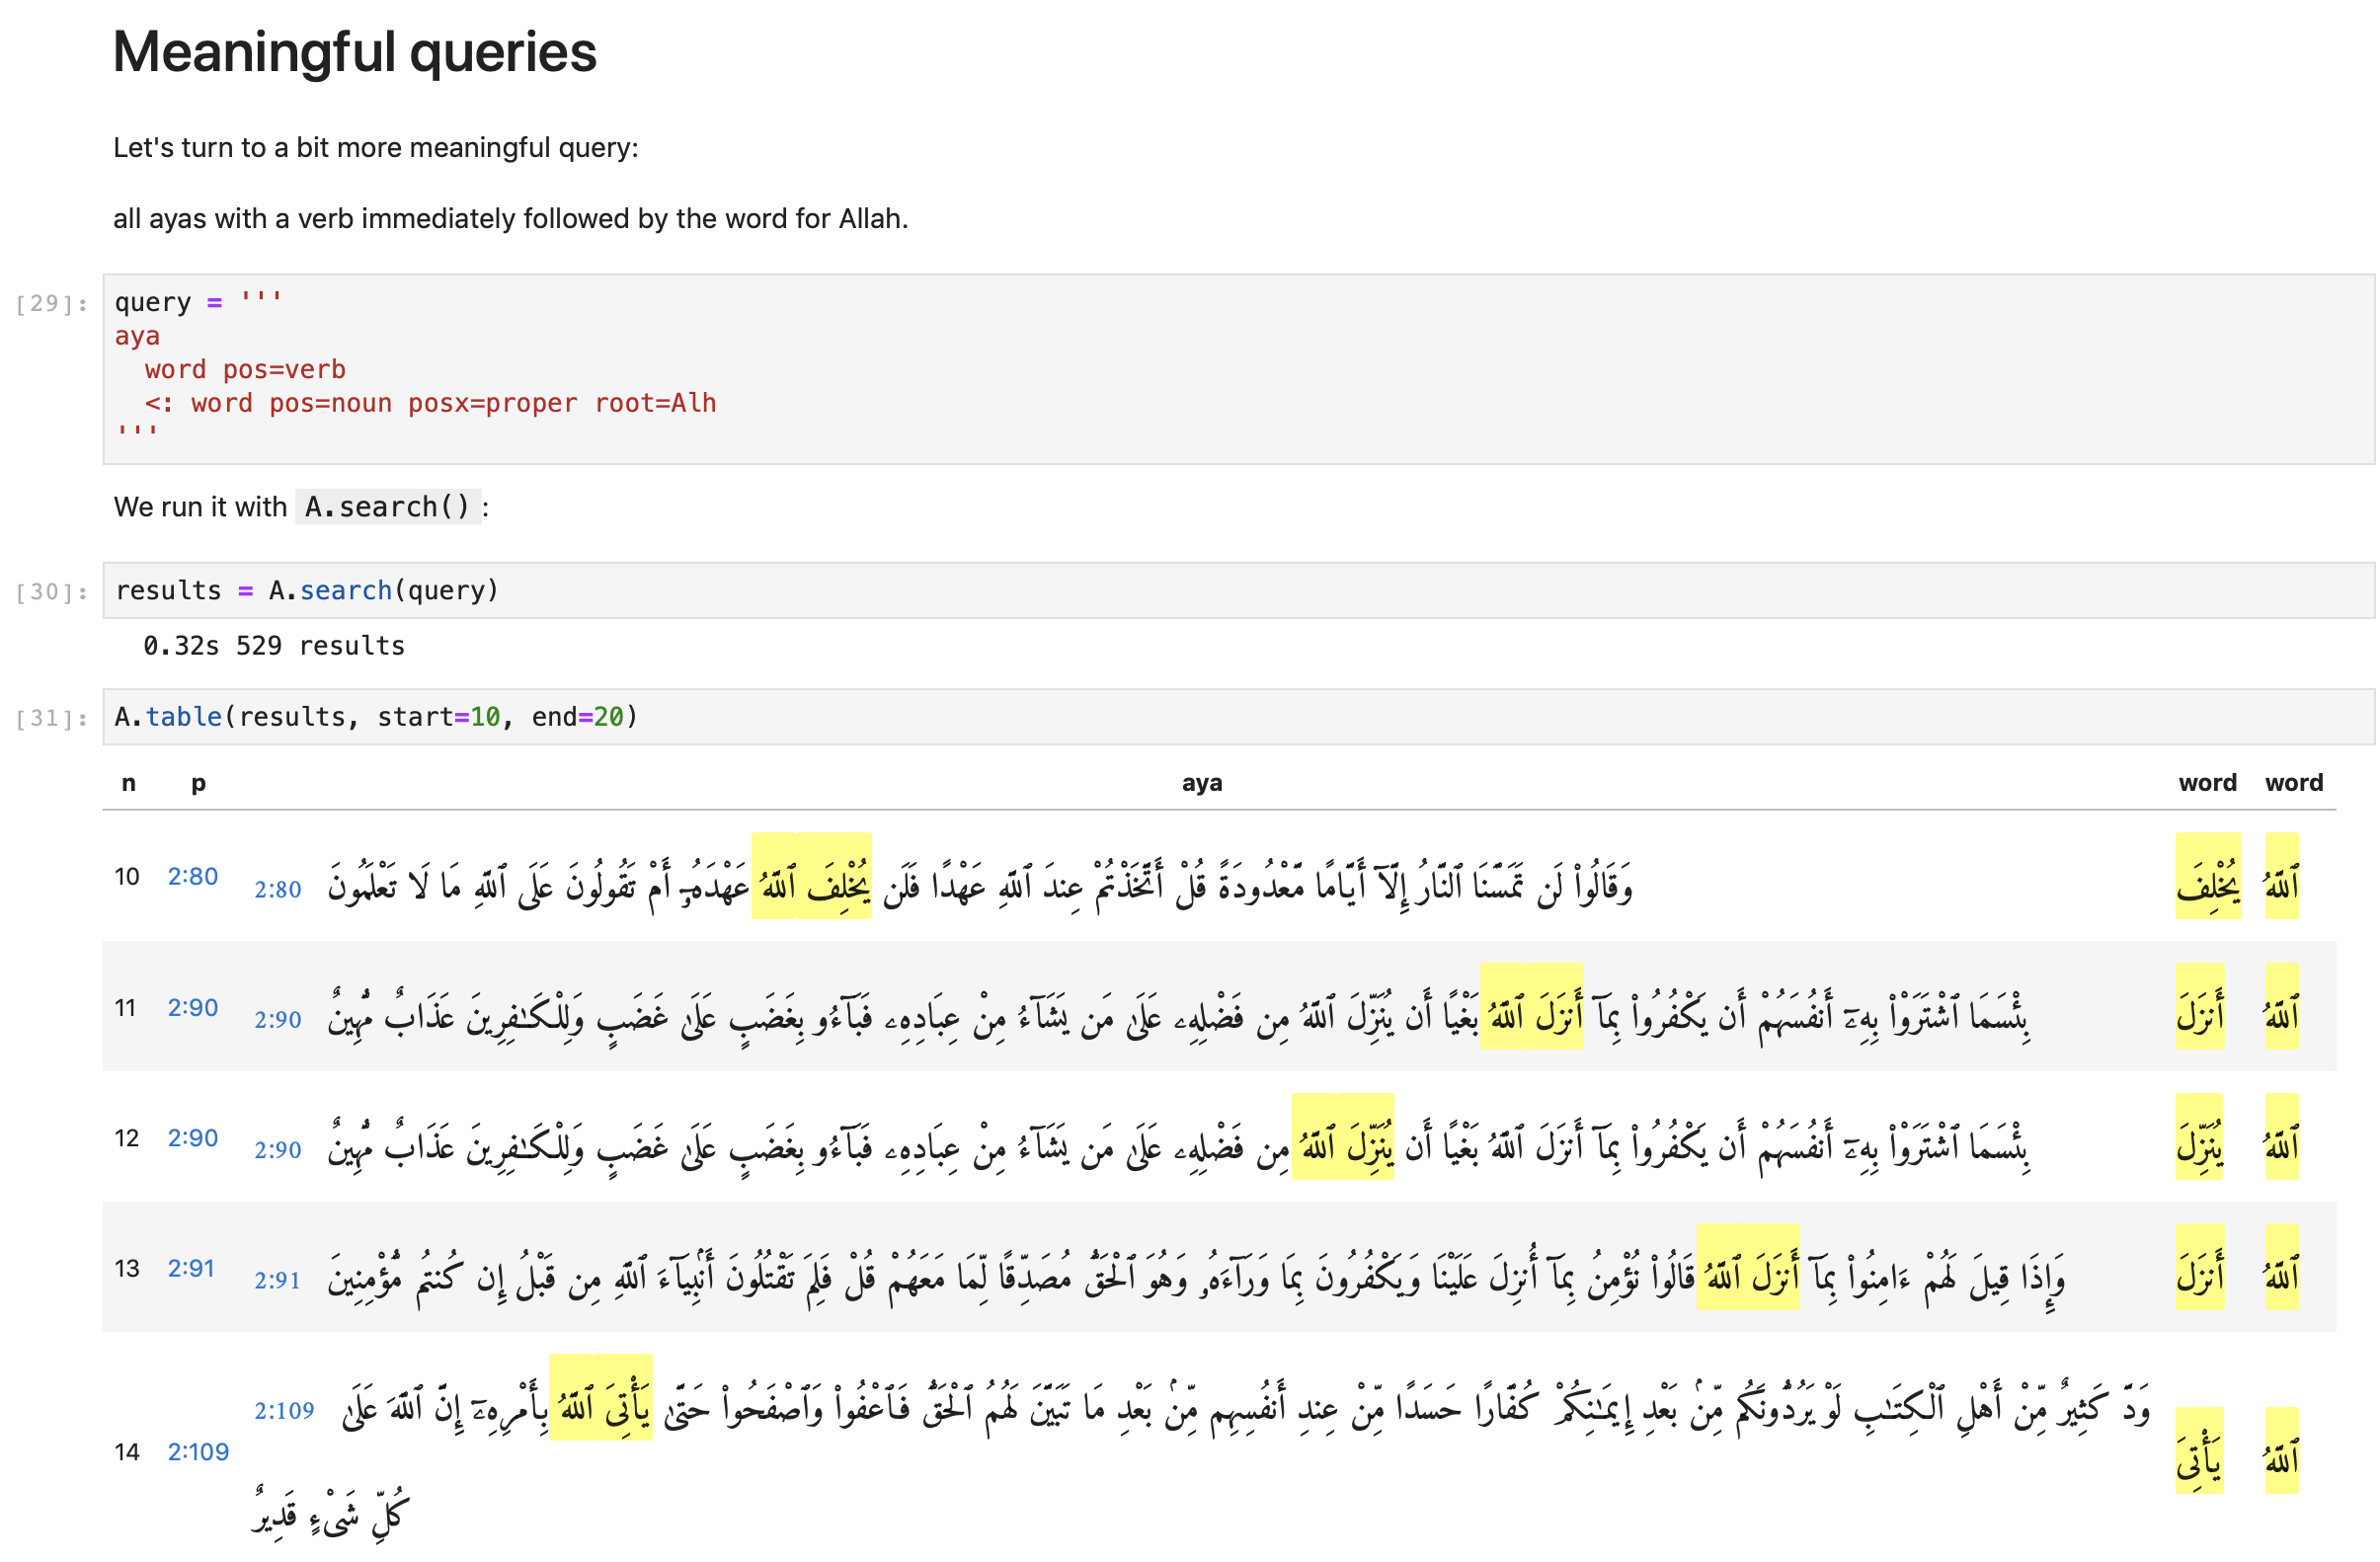 Meaningful queries
Let's turn to a bit more meaningful query:
all ayas with a verb immediately followed by the word for Allah.
[29]: query = '''
aya
  word pos=verb
  <: word pos=noun posx=proper root=Alh
'''
We run it with A.search() :
[30]: results = A.search(query)
0.32s 529 results
[31]: A.table(results, start=10, end=20)
n p aya word word
10 2:80 2:80 وَقَالُوا۟ لَن تَمَسَّنَا ٱلنَّارُ إِلَّآ أَيَّامًا مَّعْدُودَةً قُلْ أَتَّخَذْتُمْ عِندَ ٱللَّهِ عَهْدًا فَلَن يُخْلِفَ ٱللَّهُ عَهْدَهُۥٓ أَمْ تَقُولُونَ عَلَى ٱللَّهِ مَا لَا تَعْلَمُونَ يُخْلِفَ ٱللَّهُ
11 2:90 2:90 بِئْسَمَا ٱشْتَرَوْا۟ بِهِۦٓ أَنفُسَهُمْ أَن يَكْفُرُوا۟ بِمَآ أَنزَلَ ٱللَّهُ بَغْيًا أَن يُنَزِّلَ ٱللَّهُ مِن فَضْلِهِۦ عَلَىٰ مَن يَشَآءُ مِنْ عِبَادِهِۦ فَبَآءُو بِغَضَبٍ عَلَىٰ غَضَبٍ وَلِلْكَـٰفِرِينَ عَذَابٌ مُّهِينٌ أَنزَلَ ٱللَّهُ
12 2:90 2:90 بِئْسَمَا ٱشْتَرَوْا۟ بِهِۦٓ أَنفُسَهُمْ أَن يَكْفُرُوا۟ بِمَآ أَنزَلَ ٱللَّهُ بَغْيًا أَن يُنَزِّلَ ٱللَّهُ مِن فَضْلِهِۦ عَلَىٰ مَن يَشَآءُ مِنْ عِبَادِهِۦ فَبَآءُو بِغَضَبٍ عَلَىٰ غَضَبٍ وَلِلْكَـٰفِرِينَ عَذَابٌ مُّهِينٌ يُنَزِّلَ ٱللَّهُ
13 2:91 2:91 وَإِذَا قِيلَ لَهُمْ ءَامِنُوا۟ بِمَآ أَنزَلَ ٱللَّهُ قَالُوا۟ نُؤْمِنُ بِمَآ أُنزِلَ عَلَيْنَا وَيَكْفُرُونَ بِمَا وَرَآءَهُۥ وَهُوَ ٱلْحَقُّ مُصَدِّقًا لِّمَا مَعَهُمْ قُلْ فَلِمَ تَقْتُلُونَ أَنۢبِيَآءَ ٱللَّهِ مِن قَبْلُ إِن كُنتُم مُّؤْمِنِينَ أَنزَلَ ٱللَّهُ
14 2:109 2:109 وَدَّ كَثِيرٌ مِّنْ أَهْلِ ٱلْكِتَـٰبِ لَوْ يَرُدُّونَكُم مِّنۢ بَعْدِ إِيمَـٰنِكُمْ كُفَّارًا حَسَدًا مِّنْ عِندِ أَنفُسِهِم مِّنۢ بَعْدِ مَا تَبَيَّنَ لَهُمُ ٱلْحَقُّ فَٱعْفُوا۟ وَٱصْفَحُوا۟ حَتَّىٰ يَأْتِىَ ٱللَّهُ بِأَمْرِهِۦٓ إِنَّ ٱللَّهَ عَلَىٰ
كُلِّ شَىْءٍ قَدِيرٌ يَأْتِىَ ٱللَّهُ